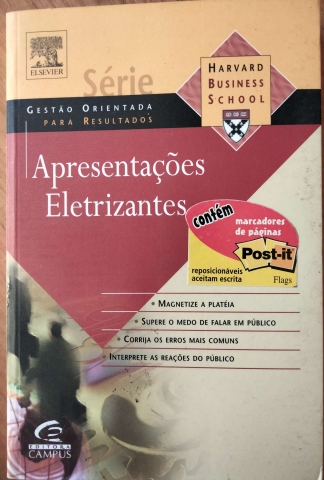 ELSEVIER
Série
GESTÃO ORIENTADA
PARA RESULTADOS
HARVARD
BUSINESS
SCHOOL
Apresentações
Eletrizantes
contém
marcadores
de páginas
Post-it
reposicionáveis
aceitam escrita
Flags
• MAGNETIZE A PLATÉIA
• SUPERE O MEDO DE FALAR EM PÚBLICO
• CORRIJA OS ERROS MAIS COMUNS
• INTERPRETE AS REAÇÕES DO PÚBLICO
EDITORA
CAMPUS